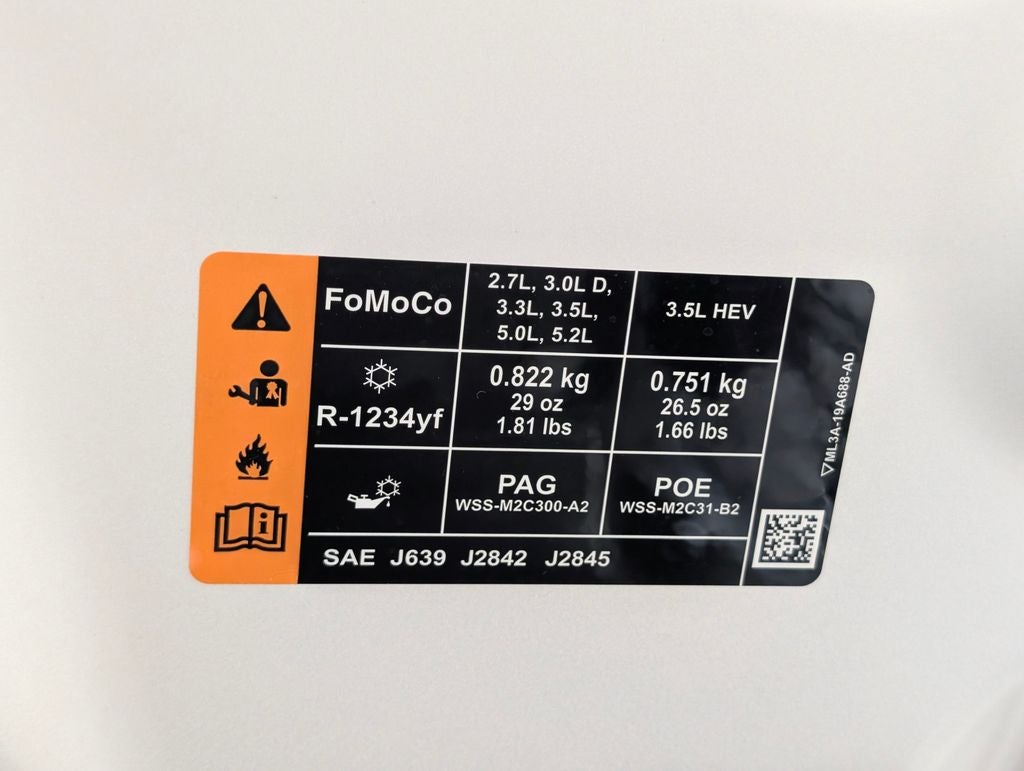 FoMoCo
2.7L, 3.0L D,
3.3L, 3.5L,
5.0L, 5.2L
3.5L HEV
R-1234yf
0.822 kg
29 oz
1.81 lbs
0.751 kg
26.5 oz
1.66 lbs
PAG
WSS-M2C300-A2
POE
WSS-M2C31-B2
SAE J639 J2842 J2845
ML3A-19A688-AD